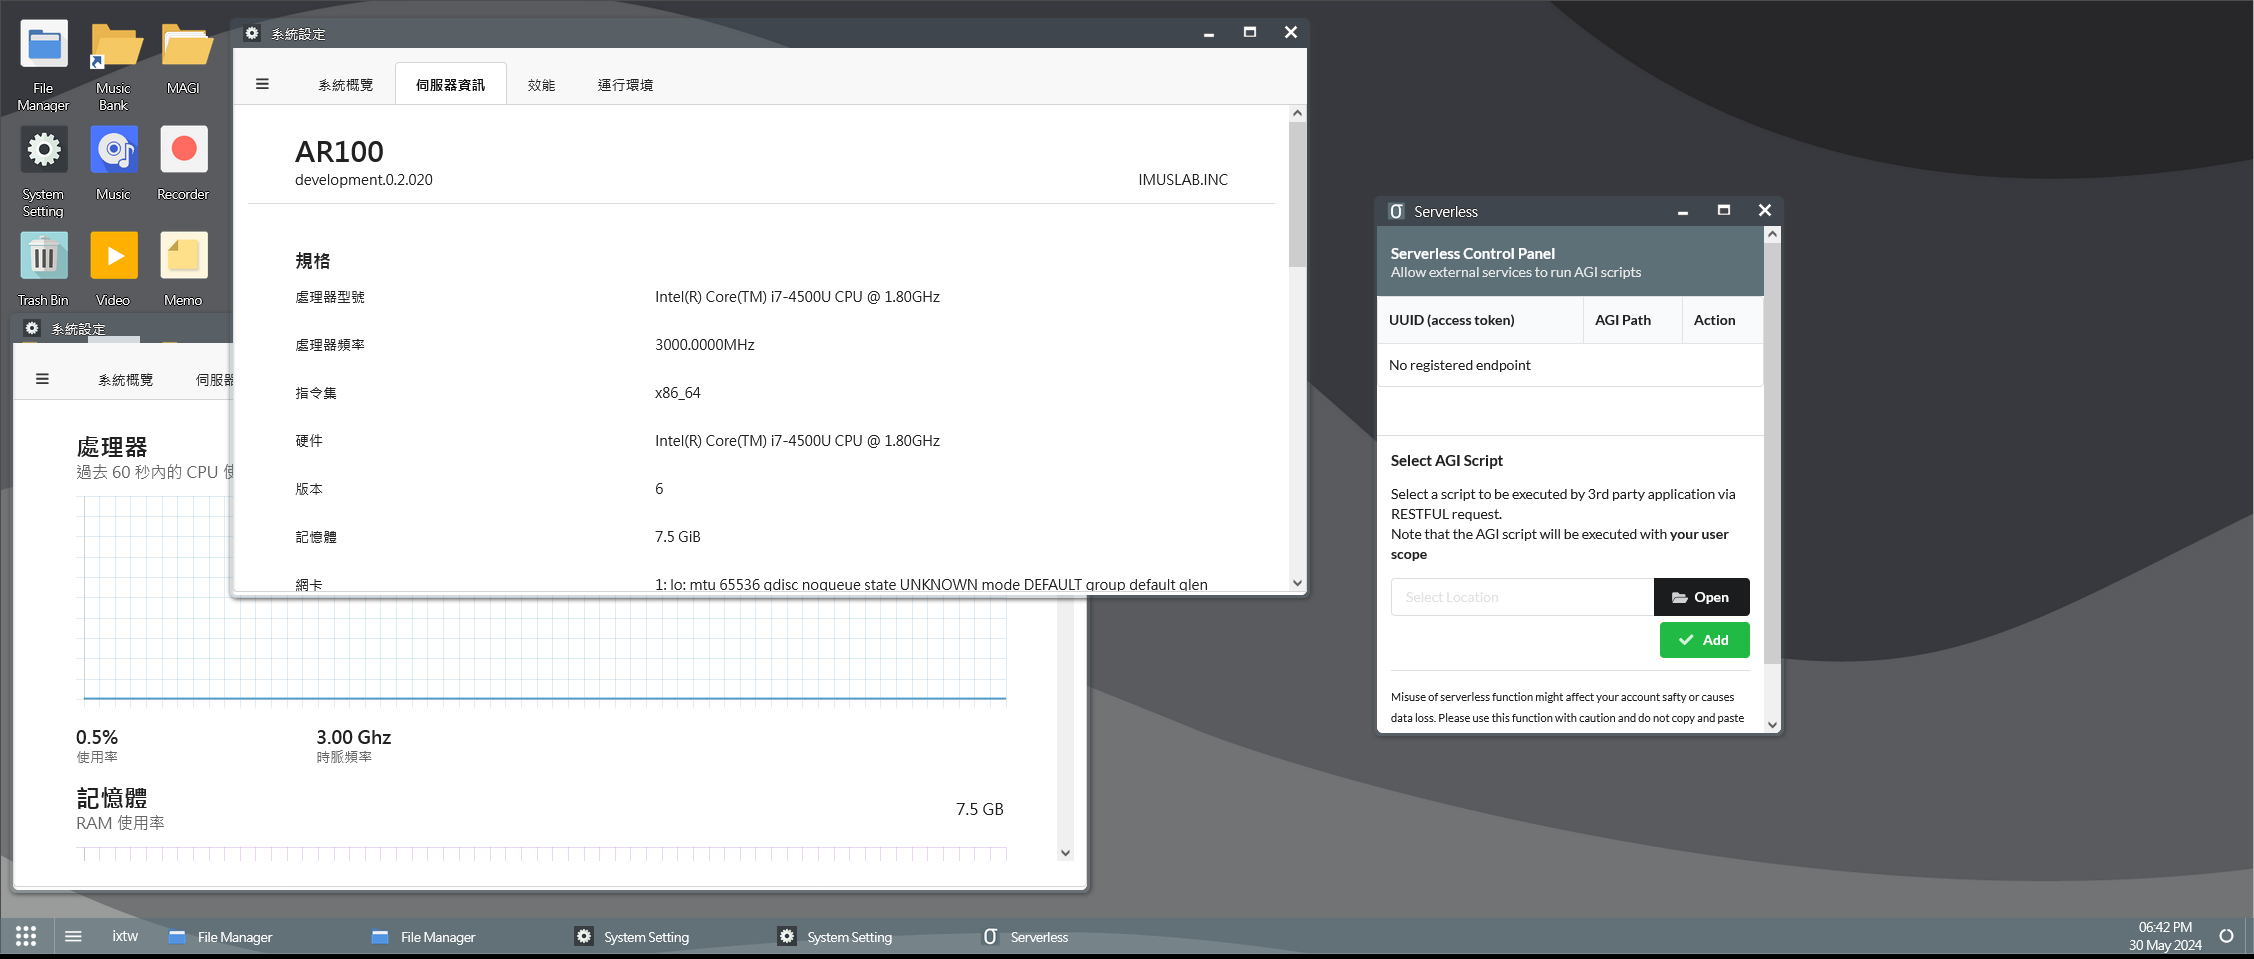 File Manager
Music Bank
MAGI
System Setting
Music
Recorder
Trash Bin
Video
Memo
系統設定
系統概覽
伺服器資訊
效能
運行環境
AR100
development.0.2.020
IMUSLAB.INC
規格
處理器型號
Intel(R) Core(TM) i7-4500U CPU @ 1.80GHz
處理器頻率
3000.0000MHz
指令集
x86_64
硬件
Intel(R) Core(TM) i7-4500U CPU @ 1.80GHz
版本
6
記憶體
7.5 GiB
網卡
1: lo: mtu 65536 qdisc noqueue state UNKNOWN mode DEFAULT group default qlen
系統設定
系統概覽
伺服器
處理器
過去 60 秒內的 CPU 使
0.5%
使用率
3.00 Ghz
時脈頻率
記憶體
RAM 使用率
7.5 GB
Serverless
Serverless Control Panel
Allow external services to run AGI scripts
UUID (access token)
AGI Path
Action
No registered endpoint
Select AGI Script
Select a script to be executed by 3rd party application via
RESTFUL request.
Note that the AGI script will be executed with your user
scope
Select Location
Open
Add
Misuse of serverless function might affect your account safty or causes
data loss. Please use this function with caution and do not copy and paste
ixtw
File Manager
File Manager
System Setting
System Setting
Serverless
06:42 PM
30 May 2024